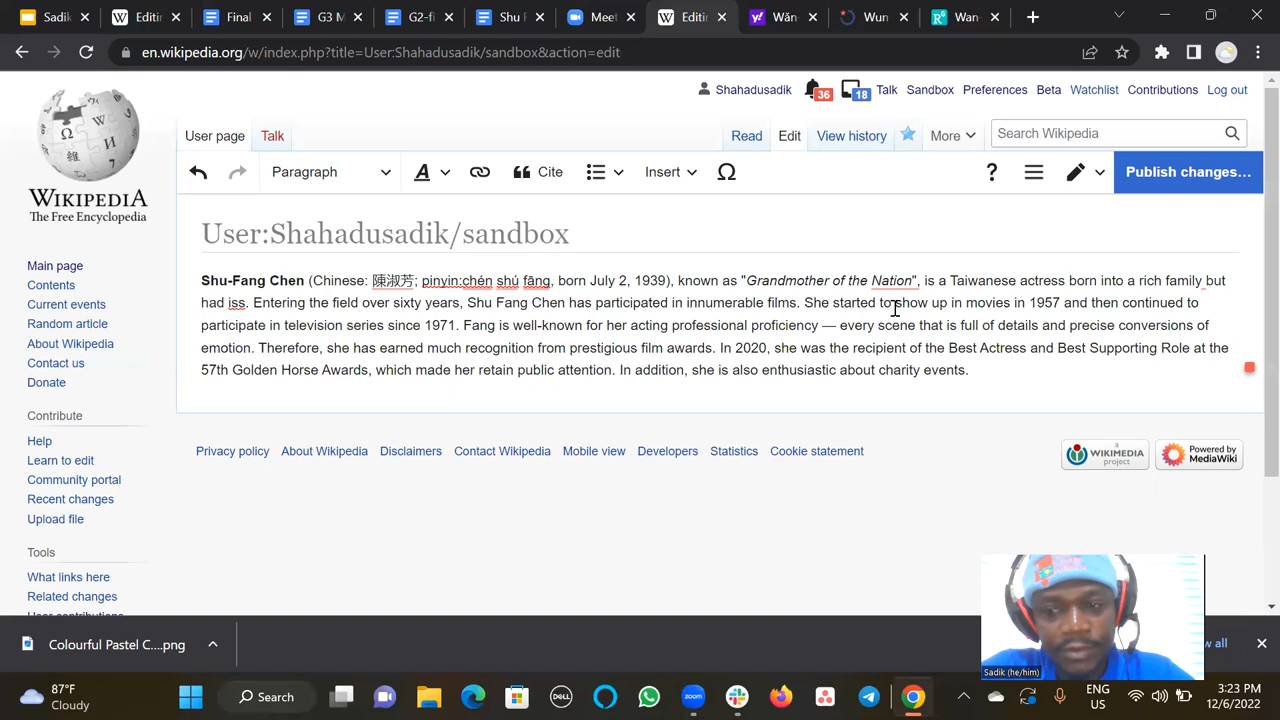 Sadik Editin Final G3 M G2-fi Shu F Meet Editin Wăn- Wun Wan-
en.wikipedia.org/w/index.php?title=User:Shahadusadik/sandbox&action=edit
Shahadusadik 36 18 Talk Sandbox Preferences Beta Watchlist Contributions Log out
User page Talk Read Edit View history More Search Wikipedia
Paragraph A Cite Insert Ω ? Publish changes...
WIKIPEDIA
The Free Encyclopedia
User:Shahadusadik/sandbox
Main page
Contents
Current events
Random article
About Wikipedia
Contact us
Donate
Contribute
Help
Learn to edit
Community portal
Recent changes
Upload file
Tools
What links here
Related changes
User contributions
Shu-Fang Chen (Chinese: 陳淑芳; pinyin:chén shú fāng, born July 2, 1939), known as "Grandmother of the Nation", is a Taiwanese actress born into a rich family but
had iss. Entering the field over sixty years, Shu Fang Chen has participated in innumerable films. She started to show up in movies in 1957 and then continued to
participate in television series since 1971. Fang is well-known for her acting professional proficiency — every scene that is full of details and precise conversions of
emotion. Therefore, she has earned much recognition from prestigious film awards. In 2020, she was the recipient of the Best Actress and Best Supporting Role at the
57th Golden Horse Awards, which made her retain public attention. In addition, she is also enthusiastic about charity events.
Privacy policy About Wikipedia Disclaimers Contact Wikipedia Mobile view Developers Statistics Cookie statement
a WIKIMEDIA project
Powered by MediaWiki
Sadik (he/him)
Colourful Pastel C....png
w all
87°F
Cloudy
Search
DELL
zoom
ENG
US
3:23 PM
12/6/2022